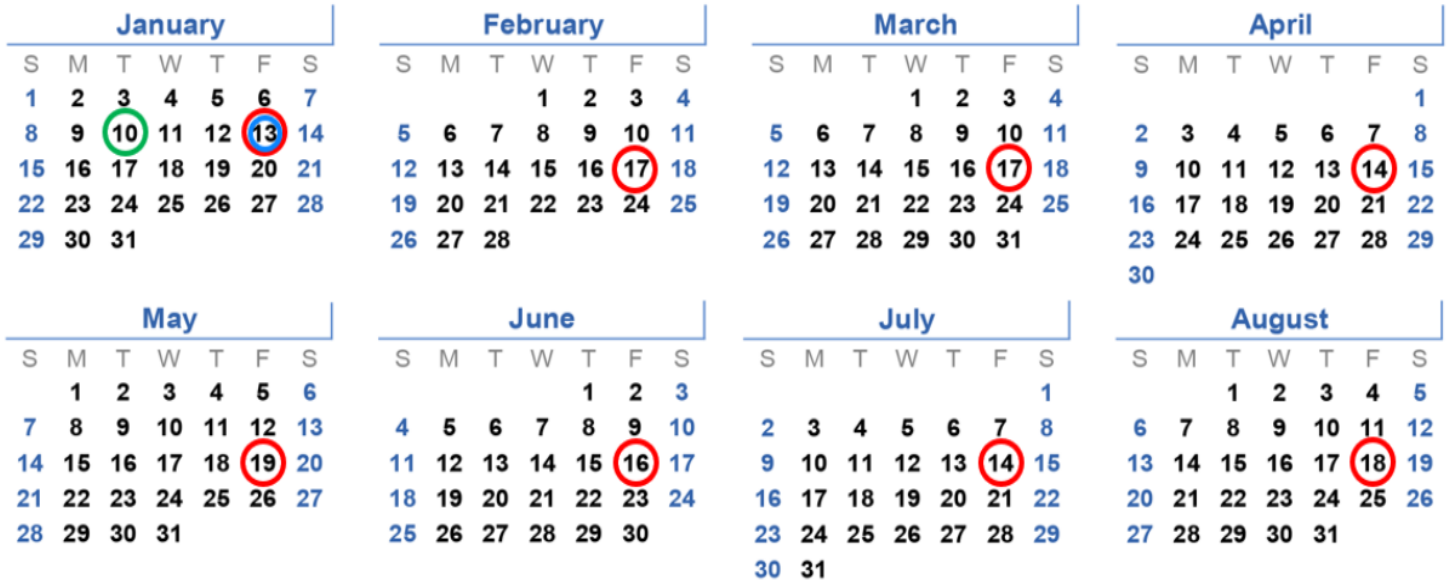 January February March April
S M T W T F S S M T W T F S S M T W T F S S M T W T F S
1 2 3 4 5 6 7 1 2 3 4 1 2 3 4 1
8 9 10 11 12 13 14 5 6 7 8 9 10 11 5 6 7 8 9 10 11 2 3 4 5 6 7 8
15 16 17 18 19 20 21 12 13 14 15 16 17 18 12 13 14 15 16 17 18 9 10 11 12 13 14 15
22 23 24 25 26 27 28 19 20 21 22 23 24 25 19 20 21 22 23 24 25 16 17 18 19 20 21 22
29 30 31 26 27 28 26 27 28 29 30 31 23 24 25 26 27 28 29
30
May June July August
S M T W T F S S M T W T F S S M T W T F S S M T W T F S
1 2 3 4 5 6 1 2 3 1 1 2 3 4 5
7 8 9 10 11 12 13 4 5 6 7 8 9 10 2 3 4 5 6 7 8 6 7 8 9 10 11 12
14 15 16 17 18 19 20 11 12 13 14 15 16 17 9 10 11 12 13 14 15 13 14 15 16 17 18 19
21 22 23 24 25 26 27 18 19 20 21 22 23 24 16 17 18 19 20 21 22 20 21 22 23 24 25 26
28 29 30 31 25 26 27 28 29 30 23 24 25 26 27 28 29 27 28 29 30 31
30 31